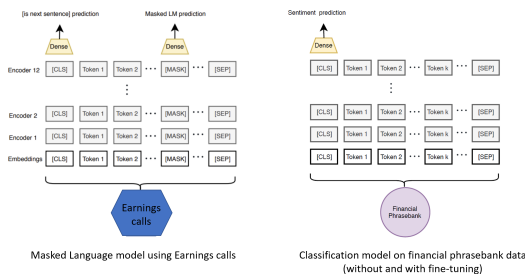 [is next sentence] prediction
Masked LM prediction
Dense
Dense
Encoder 12 [CLS] Token 1 Token 2 ••• [MASK] ••• [SEP]
Encoder 2 [CLS] Token 1 Token 2 ••• [MASK] ••• [SEP]
Encoder 1 [CLS] Token 1 Token 2 ••• [MASK] ••• [SEP]
Embeddings [CLS] Token 1 Token 2 ••• [MASK] ••• [SEP]
Earnings
calls
Masked Language model using Earnings calls
Sentiment prediction
Dense
[CLS] Token 1 Token 2 ••• Token k ••• [SEP]
[CLS] Token 1 Token 2 ••• Token k ••• [SEP]
[CLS] Token 1 Token 2 ••• Token k ••• [SEP]
[CLS] Token 1 Token 2 ••• Token k ••• [SEP]
Financial
Phrasebank
Classification model on financial phrasebank data
(without and with fine-tuning)